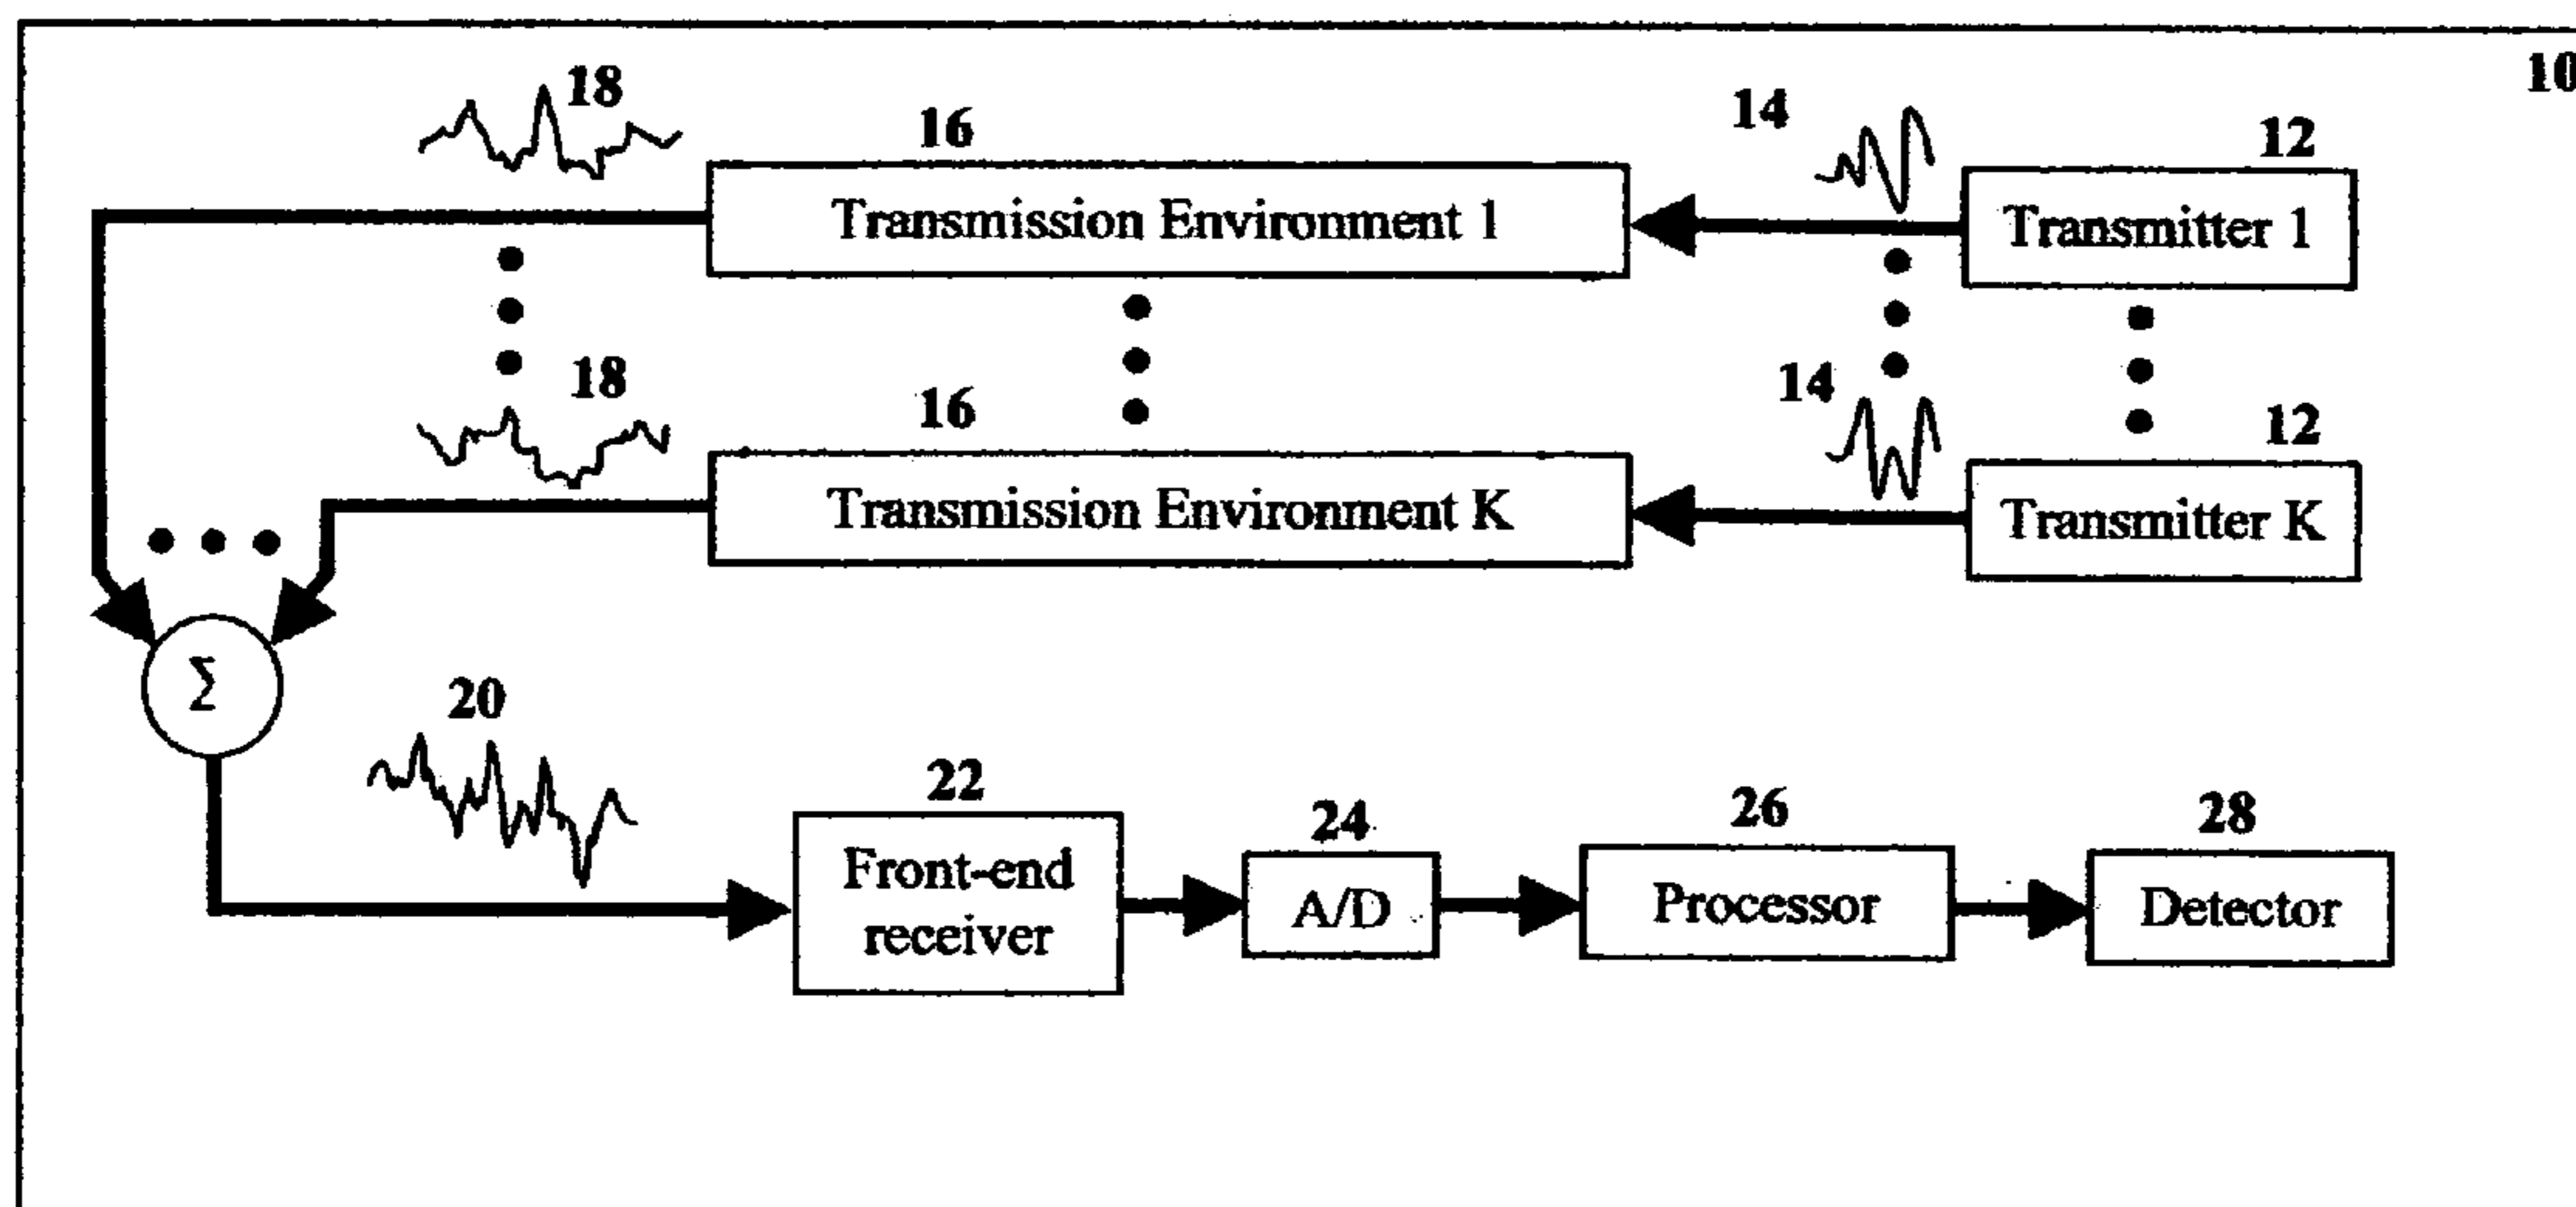 10
18
16
14
12
Transmission Environment 1
Transmitter 1
18
16
14
12
Transmission Environment K
Transmitter K
Σ
20
22
24
26
28
Front-end
receiver
A/D
Processor
Detector